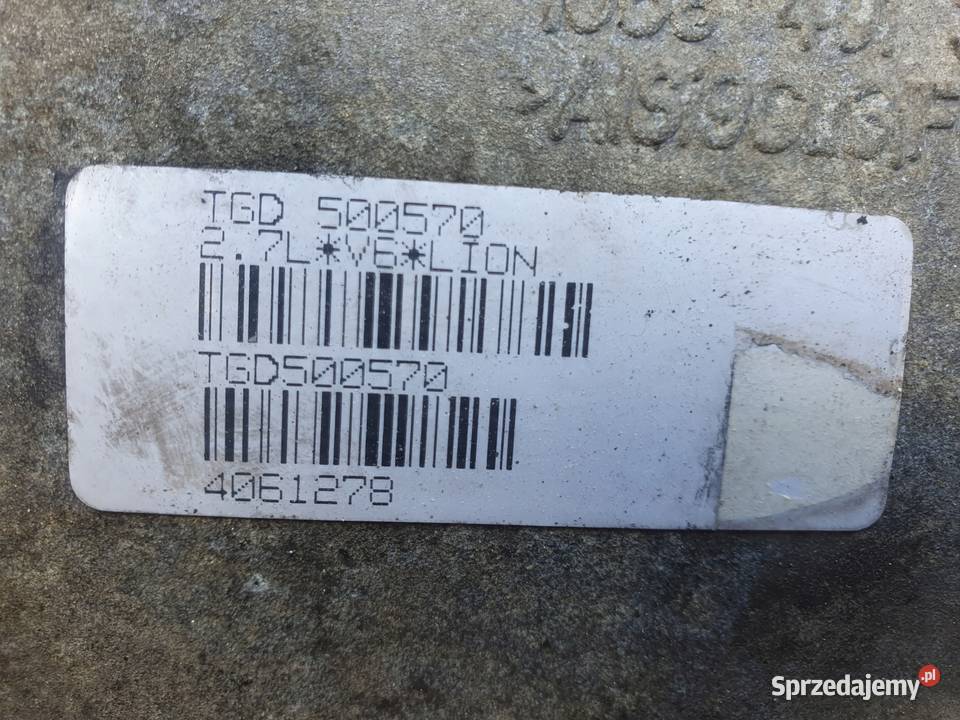 TGD 500570
2.7L*V6*LION
TGD500570
4061278
Sprzedajemy.pl